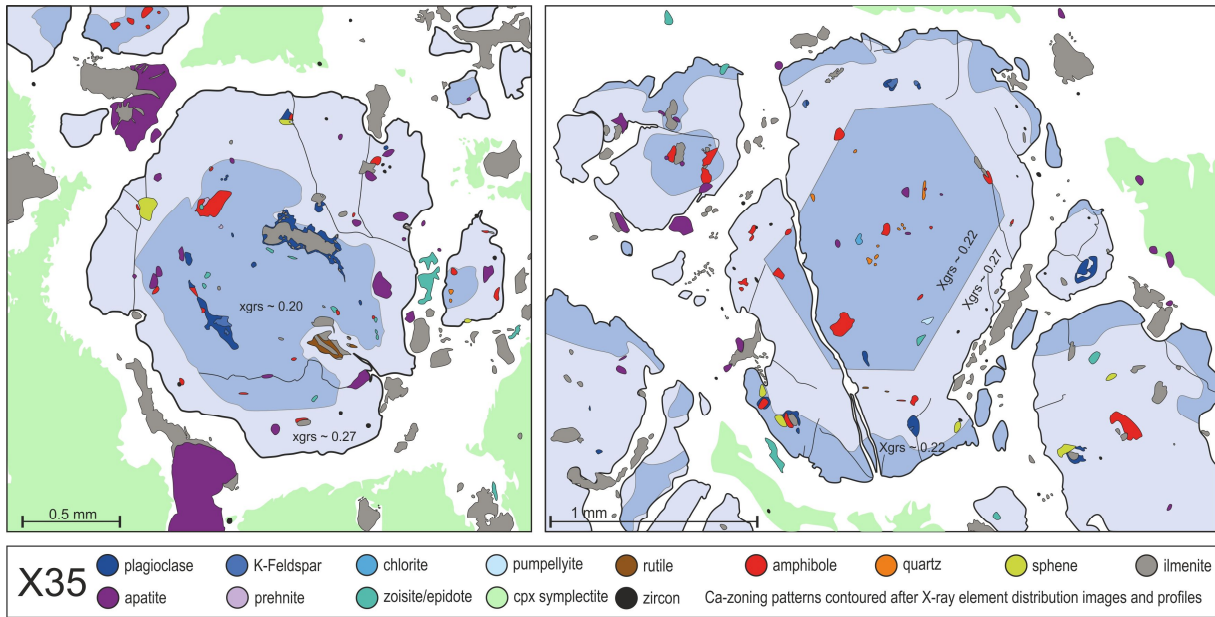 xgrs ~ 0.20
xgrs ~ 0.27
0.5 mm
Xgrs ~ 0.22
Xgrs ~ 0.27
Xgrs ~ 0.22
1 mm
X35
plagioclase K-Feldspar chlorite pumpellyite rutile amphibole quartz sphene ilmenite
apatite prehnite zoisite/epidote cpx symplectite zircon Ca-zoning patterns contoured after X-ray element distribution images and profiles